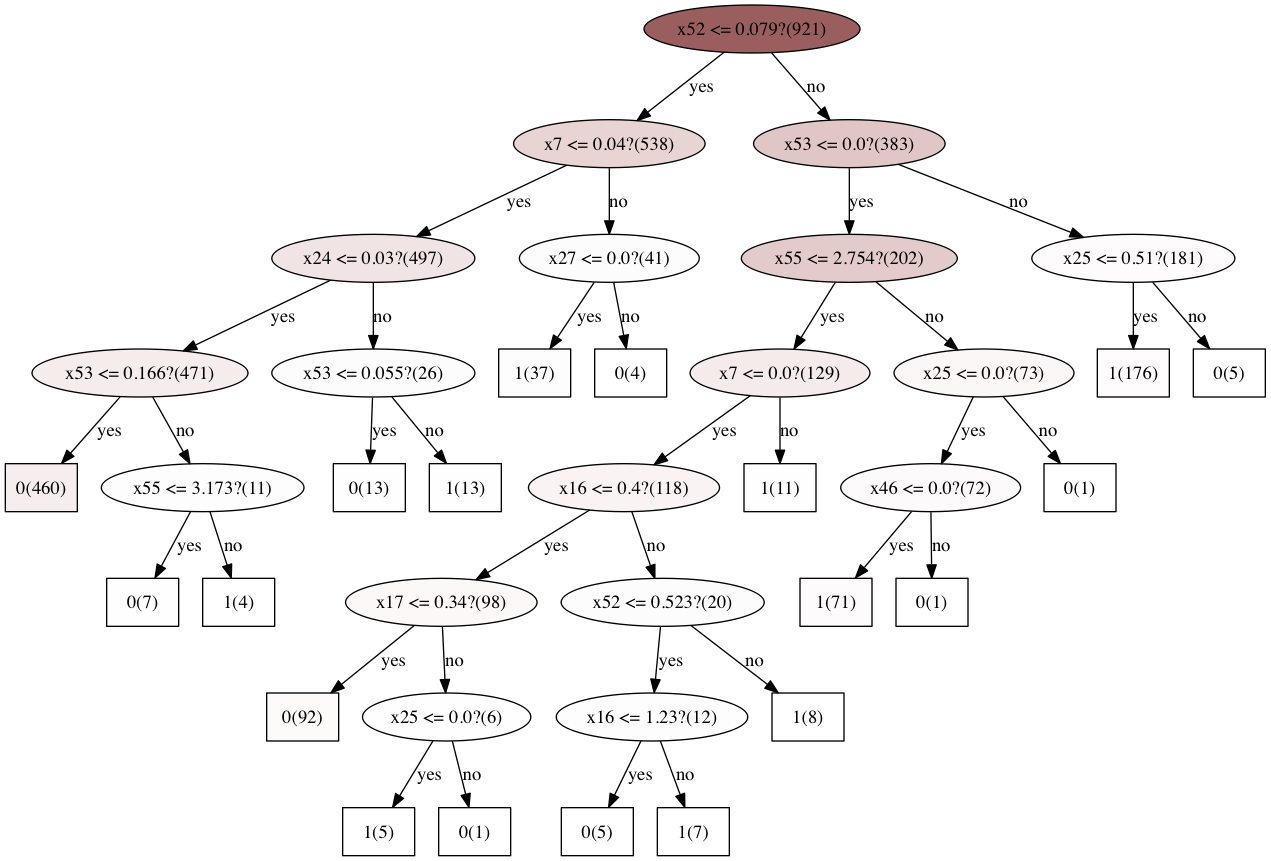 x52 <= 0.079?(921)
yes
no
x7 <= 0.04?(538)
x53 <= 0.0?(383)
yes
no
yes
no
x24 <= 0.03?(497)
x27 <= 0.0?(41)
x55 <= 2.754?(202)
x25 <= 0.51?(181)
yes
no
yes
no
yes
no
yes
no
x53 <= 0.166?(471)
x53 <= 0.055?(26)
1(37)
0(4)
x7 <= 0.0?(129)
x25 <= 0.0?(73)
1(176)
0(5)
yes
no
yes
no
yes
no
yes
no
0(460)
x55 <= 3.173?(11)
0(13)
1(13)
x16 <= 0.4?(118)
1(11)
x46 <= 0.0?(72)
0(1)
yes
no
yes
no
yes
no
0(7)
1(4)
x17 <= 0.34?(98)
x52 <= 0.523?(20)
1(71)
0(1)
yes
no
yes
no
0(92)
x25 <= 0.0?(6)
x16 <= 1.23?(12)
1(8)
yes
no
yes
no
1(5)
0(1)
0(5)
1(7)